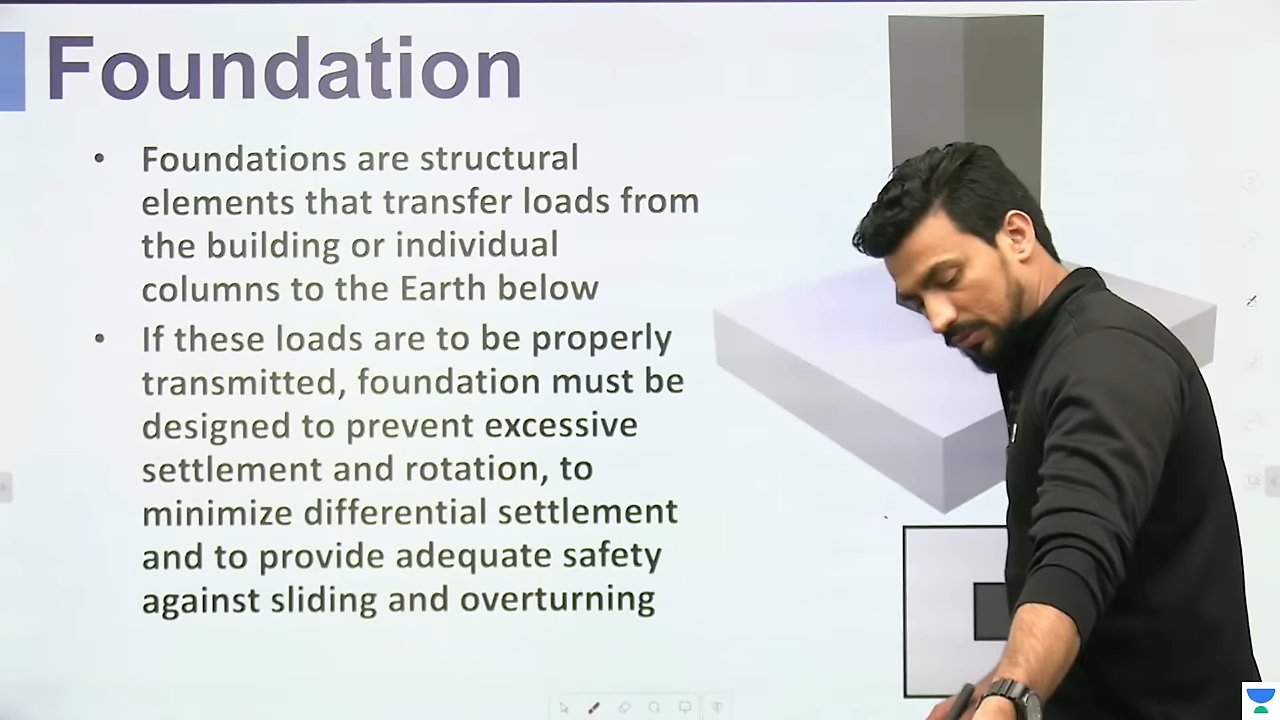 Foundation
• Foundations are structural
elements that transfer loads from
the building or individual
columns to the Earth below
• If these loads are to be properly
transmitted, foundation must be
designed to prevent excessive
settlement and rotation, to
minimize differential settlement
and to provide adequate safety
against sliding and overturning